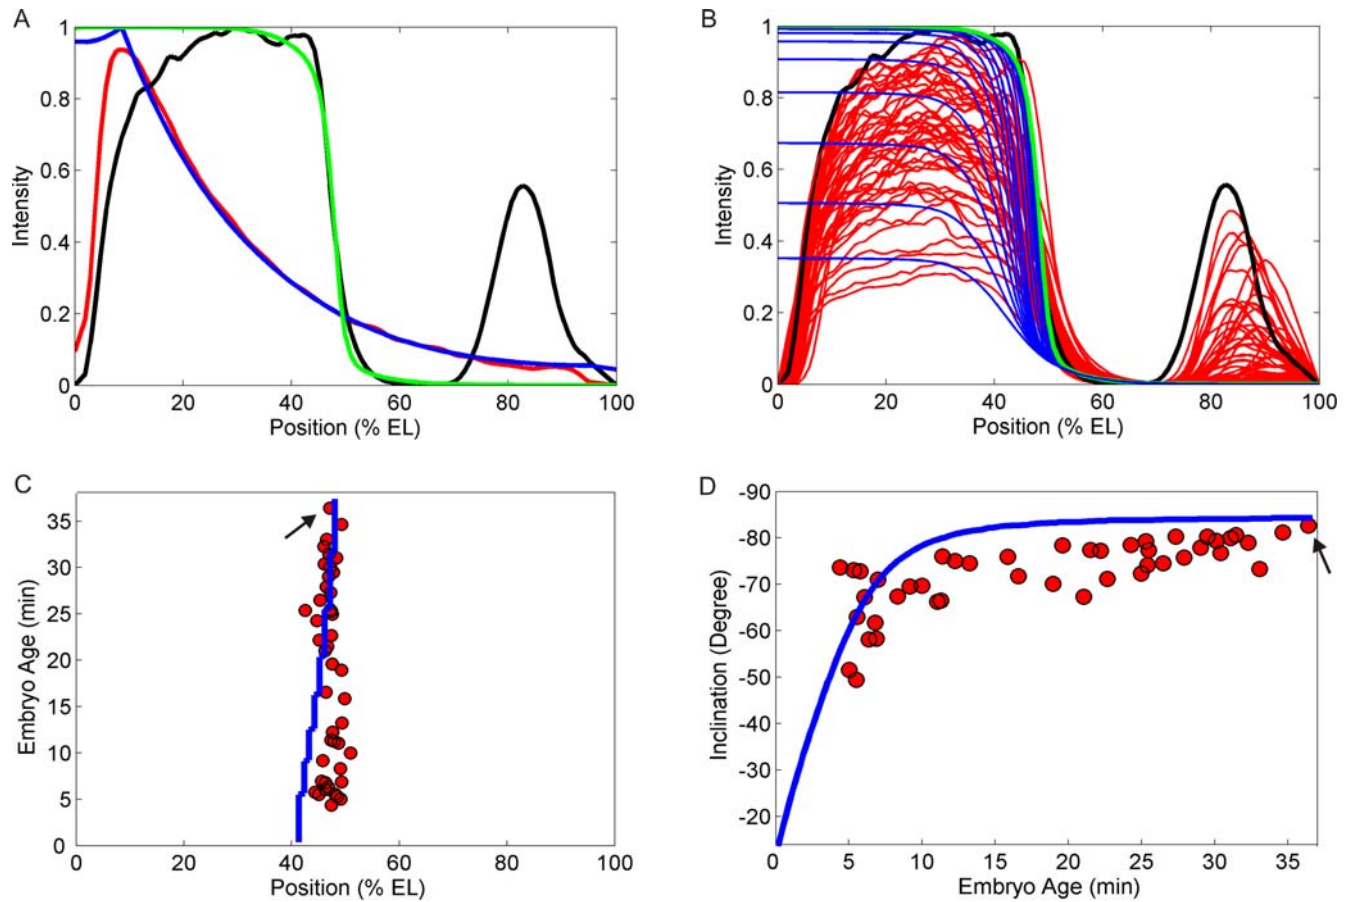 A
1
0.8
0.6
0.4
0.2
0
Intensity
0 20 40 60 80 100
Position (% EL)
B
1
0.8
0.6
0.4
0.2
0
Intensity
0 20 40 60 80 100
Position (% EL)
C
35
30
25
20
15
10
5
0
Embryo Age (min)
0 20 40 60 80 100
Position (% EL)
D
-90
-80
-70
-60
-50
-40
-30
-20
Inclination (Degree)
0 5 10 15 20 25 30 35
Embryo Age (min)